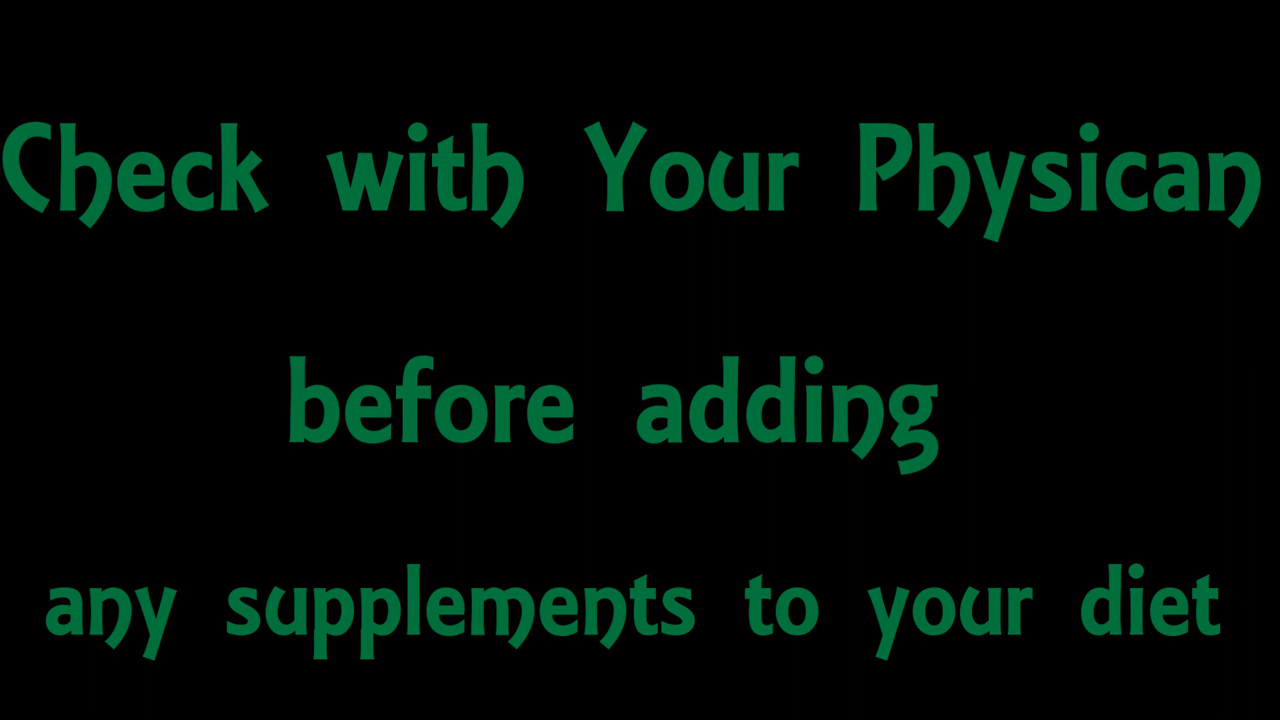 Check with Your Physican
before adding
any supplements to your diet